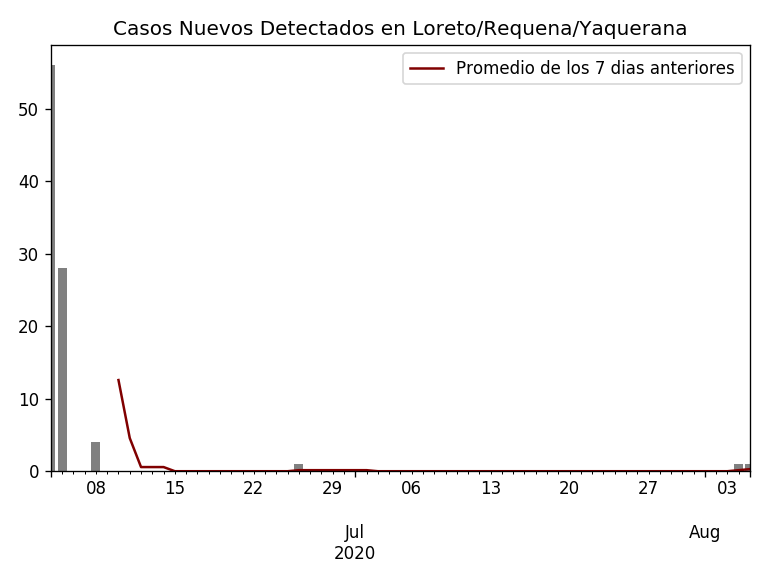 Casos Nuevos Detectados en Loreto/Requena/Yaquerana
Promedio de los 7 dias anteriores
50
40
30
20
10
0
08 15 22 29 06 13 20 27 03
Jul Aug
2020